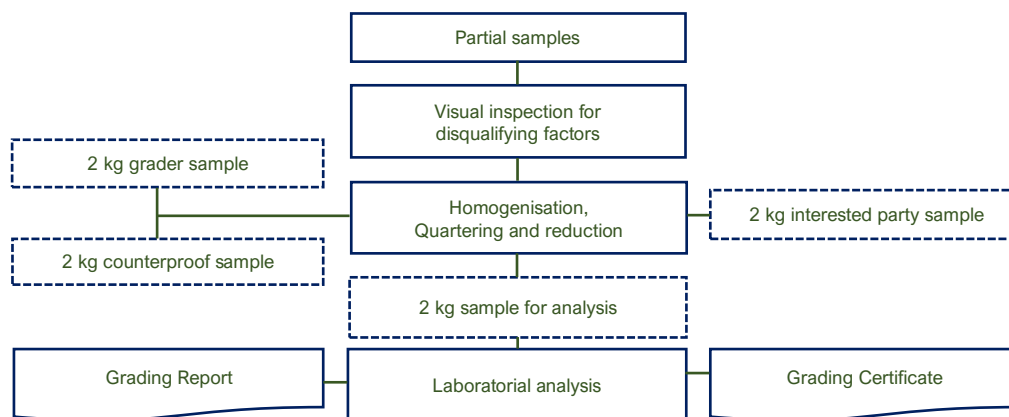 Partial samples
Visual inspection for
disqualifying factors
2 kg grader sample
Homogenisation,
Quartering and reduction
2 kg interested party sample
2 kg counterproof sample
2 kg sample for analysis
Grading Report
Laboratorial analysis
Grading Certificate